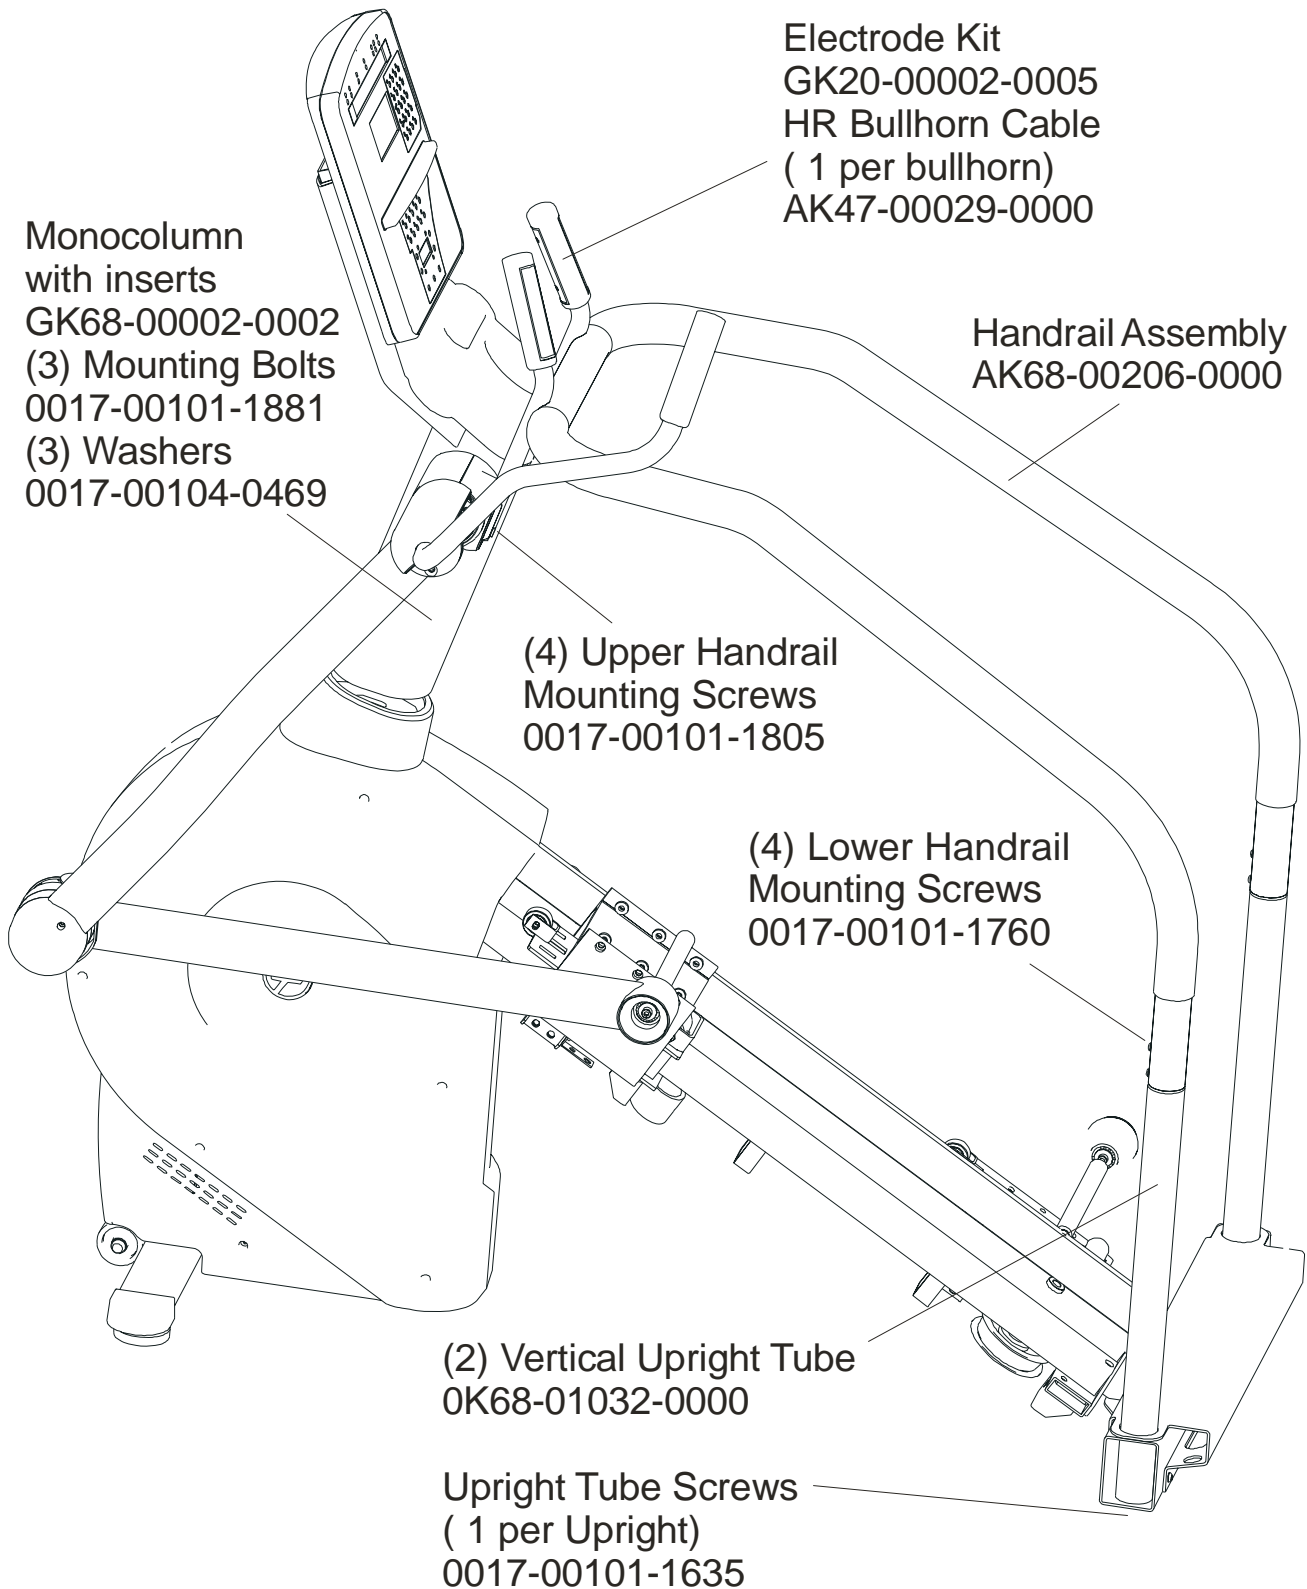 Electrode Kit
GK20-00002-0005
HR Bullhorn Cable
( 1 per bullhorn)
AK47-00029-0000
Monocolumn
with inserts
GK68-00002-0002
(3) Mounting Bolts
0017-00101-1881
(3) Washers
0017-00104-0469
Handrail Assembly
AK68-00206-0000
(4) Upper Handrail
Mounting Screws
0017-00101-1805
(4) Lower Handrail
Mounting Screws
0017-00101-1760
(2) Vertical Upright Tube
0K68-01032-0000
Upright Tube Screws
( 1 per Upright)
0017-00101-1635